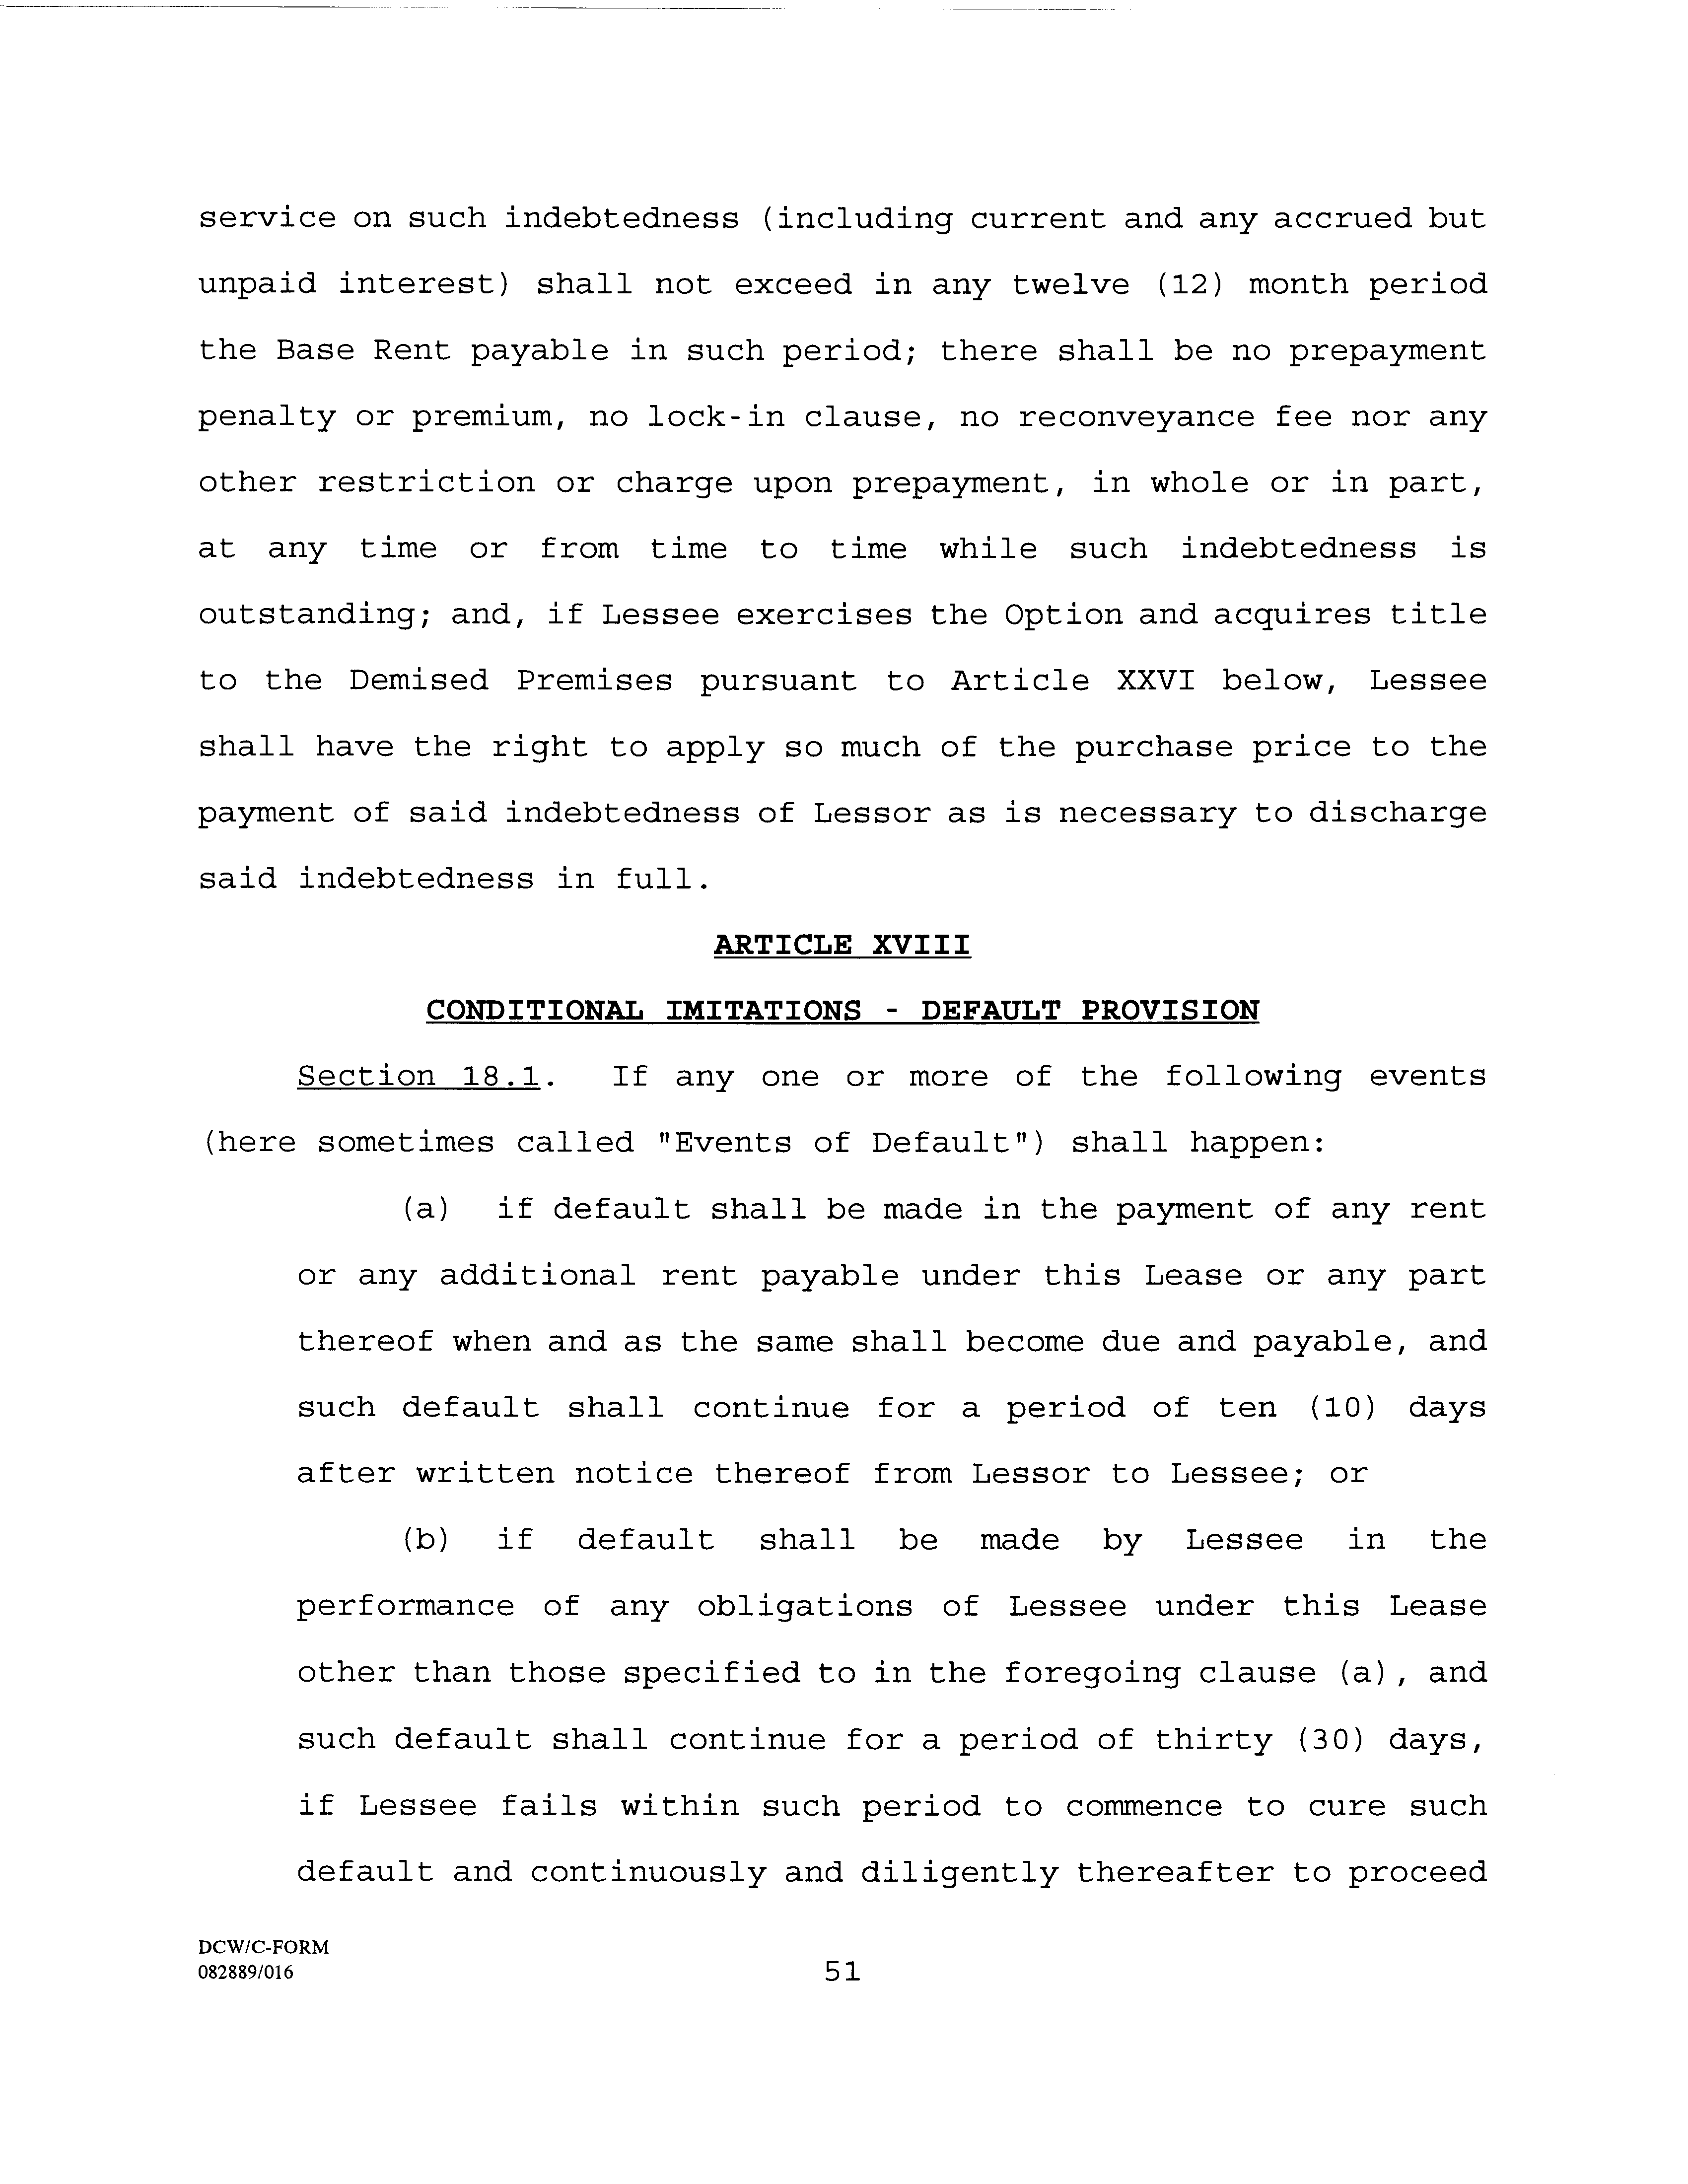 service on such indebtedness (including current and any accrued but
unpaid interest) shall not exceed in any twelve (12) month period
the Base Rent payable in such period; there shall be no prepayment
penalty or premium, no lock-in clause, no reconveyance fee nor any
other restriction or charge upon prepayment, in whole or in part,
at any time or from time to time while such indebtedness is
outstanding; and, if Lessee exercises the Option and acquires title
to the Demised Premises pursuant to Article XXVI below, Lessee
shall have the right to apply so much of the purchase price to the
payment of said indebtedness of Lessor as is necessary to discharge
said indebtedness in full.
ARTICLE XVIII
CONDITIONAL IMITATIONS - DEFAULT PROVISION
Section 18.1. If any one or more of the following events
(here sometimes called "Events of Default") shall happen:
(a) if default shall be made in the payment of any rent
or any additional rent payable under this Lease or any part
thereof when and as the same shall become due and payable, and
such default shall continue for a period of ten (10) days
after written notice thereof from Lessor to Lessee; or
(b) if default shall be made by Lessee in the
performance of any obligations of Lessee under this Lease
other than those specified to in the foregoing clause (a), and
such default shall continue for a period of thirty (30) days,
if Lessee fails within such period to commence to cure such
default and continuously and diligently thereafter to proceed
DCW/C-FORM
082889/016
51